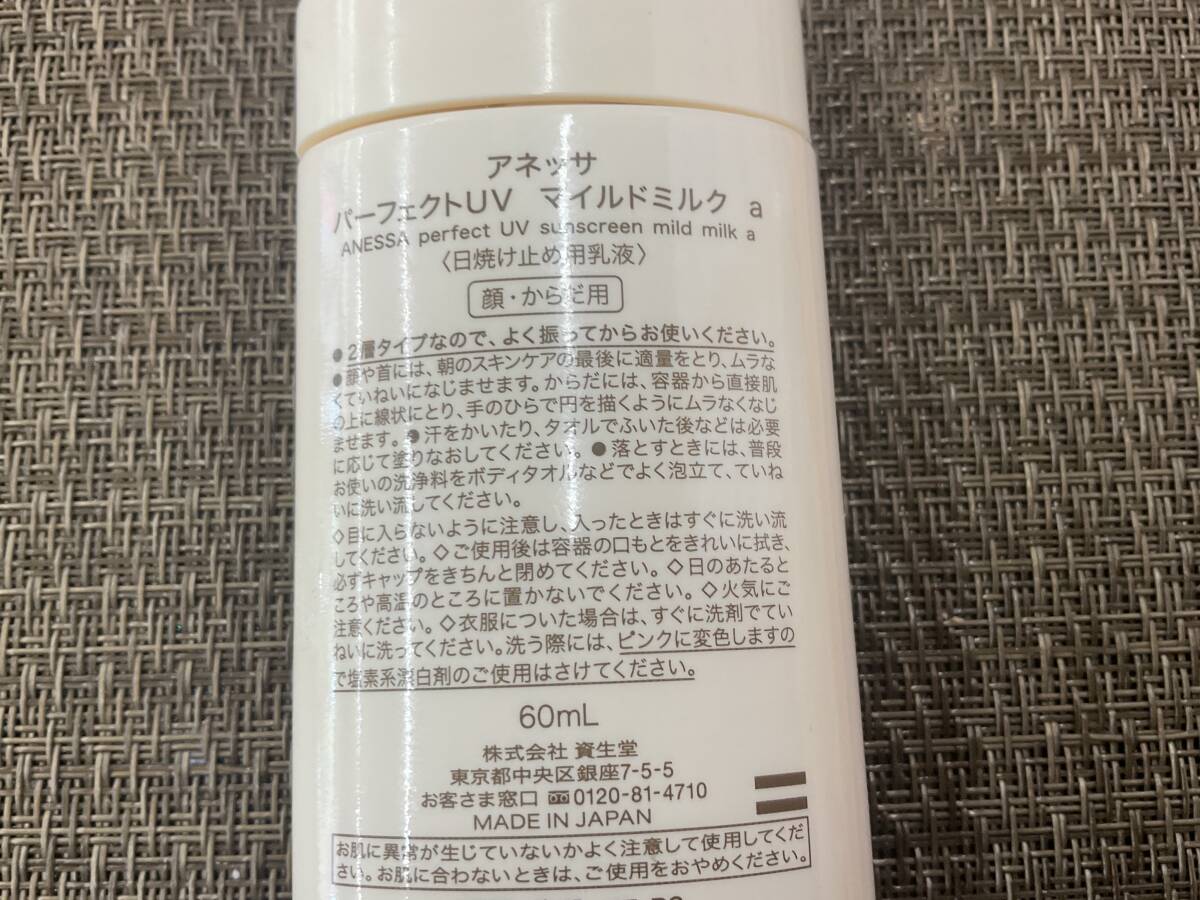 アネッサ
パーフェクトUV マイルドミルク a
ANESSA perfect UV sunscreen mild milk a
〈日焼け止め用乳液〉
顔・からだ用
●2層タイプなので、よく振ってからお使いください。
●顔や首には、朝のスキンケアの最後に適量をとり、ムラな
くていねいになじませます。からだには、容器から直接肌
の上に線状にとり、手のひらで円を描くようにムラなくなじ
ませます。●汗をかいたり、タオルでふいた後などは必要
に応じて塗りなおしてください。●落とすときには、普段
お使いの洗浄料をボディタオルなどでよく泡立て、ていね
いに洗い流してください。
◇目に入らないように注意し、入ったときはすぐに洗い流
してください。◇ご使用後は容器の口もとをきれいに拭き、
必ずキャップをきちんと閉めてください。◇日のあたると
ころや高温のところに置かないでください。◇火気にご
注意ください。◇衣服についた場合は、すぐに洗剤でてい
ねいに洗ってください。洗う際には、ピンクに変色しますの
で塩素系漂白剤のご使用はさけてください。
60mL
株式会社 資生堂
東京都中央区銀座7-5-5
お客さま窓口 0120-81-4710
MADE IN JAPAN
お肌に異常が生じていないかよく注意して使用してくだ
さい。お肌に合わないときは、ご使用をおやめください。